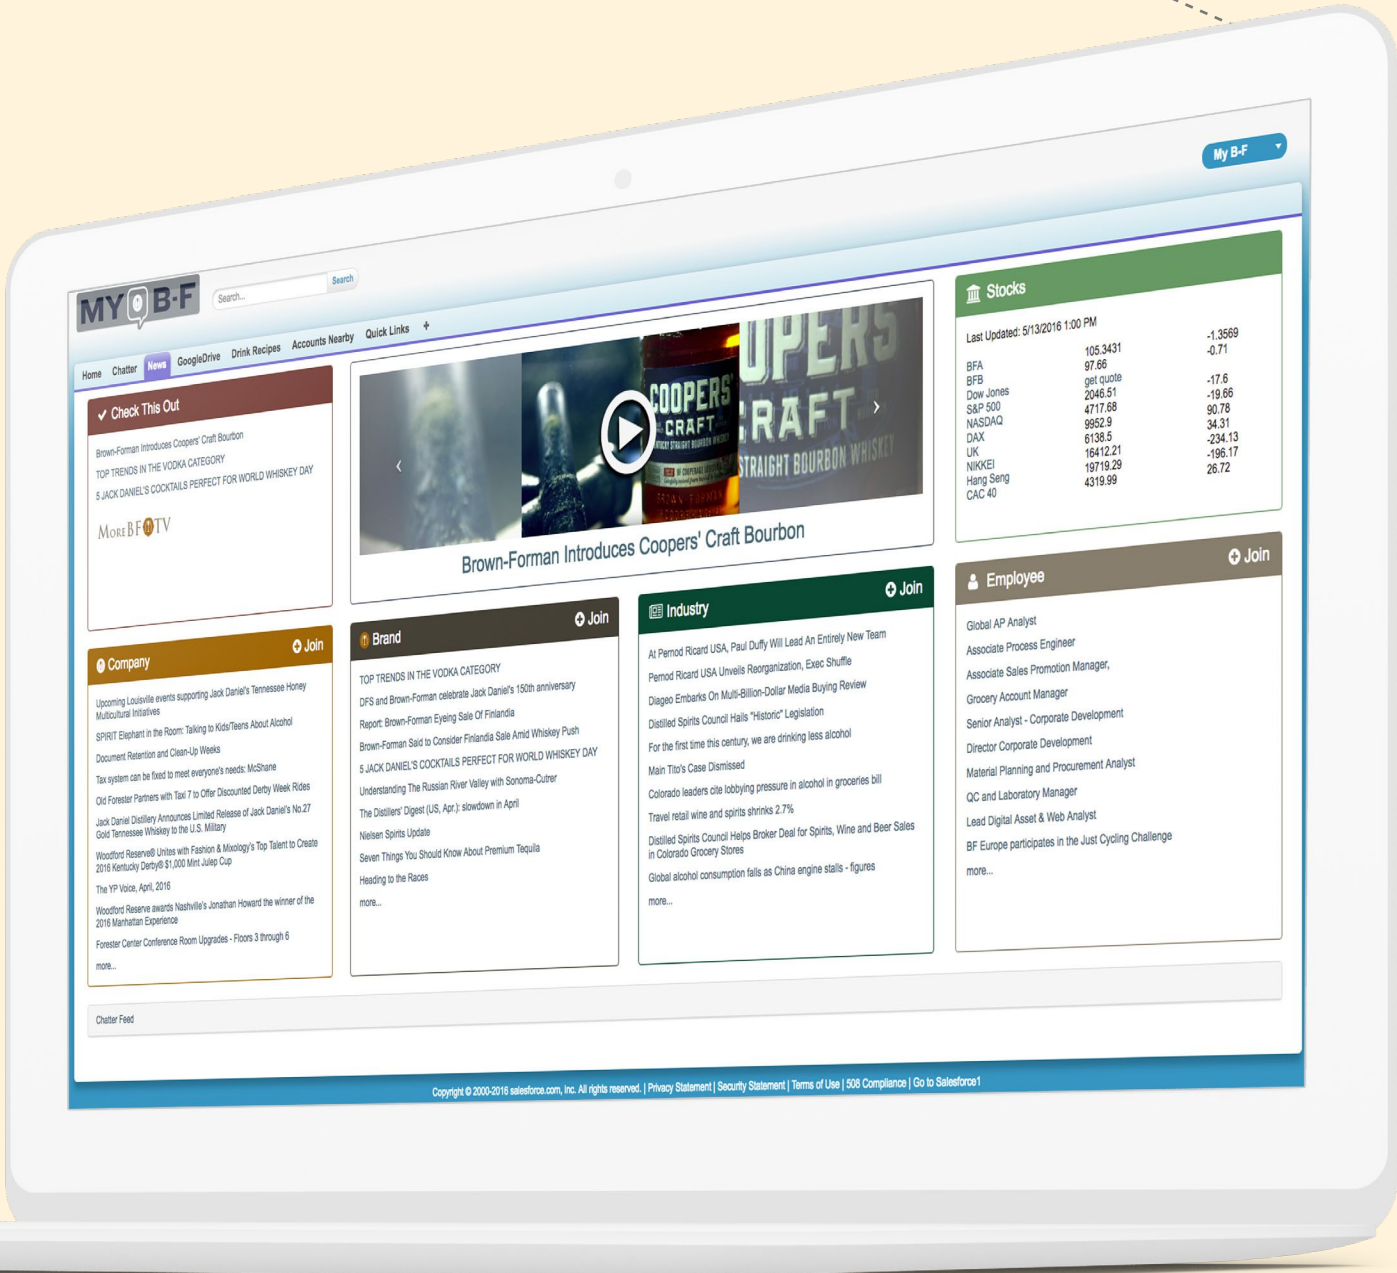 My B-F
MY B-F
Search...
Search
Home Chatter News GoogleDrive Drink Recipes Accounts Nearby Quick Links +
Check This Out
Brown-Forman Introduces Coopers' Craft Bourbon
TOP TRENDS IN THE VODKA CATEGORY
5 JACK DANIEL'S COCKTAILS PERFECT FOR WORLD WHISKEY DAY
MORE BF TV
COOPERS'
CRAFT
KENTUCKY STRAIGHT BOURBON WHISKEY
OPERS
CRAFT
STRAIGHT BOURBON WHISKEY
Brown-Forman Introduces Coopers' Craft Bourbon
Stocks
Last Updated: 5/13/2016 1:00 PM
BFA 105.3431 -1.3569
BFB 97.66 -0.71
Dow Jones get quote
S&P 500 2046.51 -17.6
NASDAQ 4717.68 -19.66
DAX 9952.9 90.78
UK 6138.5 34.31
NIKKEI 16412.21 -234.13
Hang Seng 19719.29 -196.17
CAC 40 4319.99 26.72
Company Join
Upcoming Louisville events supporting Jack Daniel's Tennessee Honey
Multicultural Initiatives
SPIRIT Elephant in the Room: Talking to Kids/Teens About Alcohol
Document Retention and Clean-Up Weeks
Tax system can be fixed to meet everyone's needs: McShane
Old Forester Partners with Taxi 7 to Offer Discounted Derby Week Rides
Jack Daniel Distillery Announces Limited Release of Jack Daniel's No.27
Gold Tennessee Whiskey to the U.S. Military
Woodford Reserve® Unites with Fashion & Mixology's Top Talent to Create
2016 Kentucky Derby® $1,000 Mint Julep Cup
The YP Voice, April, 2016
Woodford Reserve awards Nashville's Jonathan Howard the winner of the
2016 Manhattan Experience
Forester Center Conference Room Upgrades - Floors 3 through 6
more...
Brand Join
TOP TRENDS IN THE VODKA CATEGORY
DFS and Brown-Forman celebrate Jack Daniel's 150th anniversary
Report: Brown-Forman Eyeing Sale Of Finlandia
Brown-Forman Said to Consider Finlandia Sale Amid Whiskey Push
5 JACK DANIEL'S COCKTAILS PERFECT FOR WORLD WHISKEY DAY
Understanding The Russian River Valley with Sonoma-Cutrer
The Distillers' Digest (US, Apr.): slowdown in April
Nielsen Spirits Update
Seven Things You Should Know About Premium Tequila
Heading to the Races
more...
Industry Join
At Pernod Ricard USA, Paul Duffy Will Lead An Entirely New Team
Pernod Ricard USA Unveils Reorganization, Exec Shuffle
Diageo Embarks On Multi-Billion-Dollar Media Buying Review
Distilled Spirits Council Hails "Historic" Legislation
For the first time this century, we are drinking less alcohol
Main Tito's Case Dismissed
Colorado leaders cite lobbying pressure in alcohol in groceries bill
Travel retail wine and spirits shrinks 2.7%
Distilled Spirits Council Helps Broker Deal for Spirits, Wine and Beer Sales
in Colorado Grocery Stores
Global alcohol consumption falls as China engine stalls - figures
more...
Employee Join
Global AP Analyst
Associate Process Engineer
Associate Sales Promotion Manager,
Grocery Account Manager
Senior Analyst - Corporate Development
Director Corporate Development
Material Planning and Procurement Analyst
QC and Laboratory Manager
Lead Digital Asset & Web Analyst
BF Europe participates in the Just Cycling Challenge
more...
Chatter Feed
Copyright © 2000-2016 salesforce.com, inc. All rights reserved. | Privacy Statement | Security Statement | Terms of Use | 508 Compliance | Go to Salesforce1